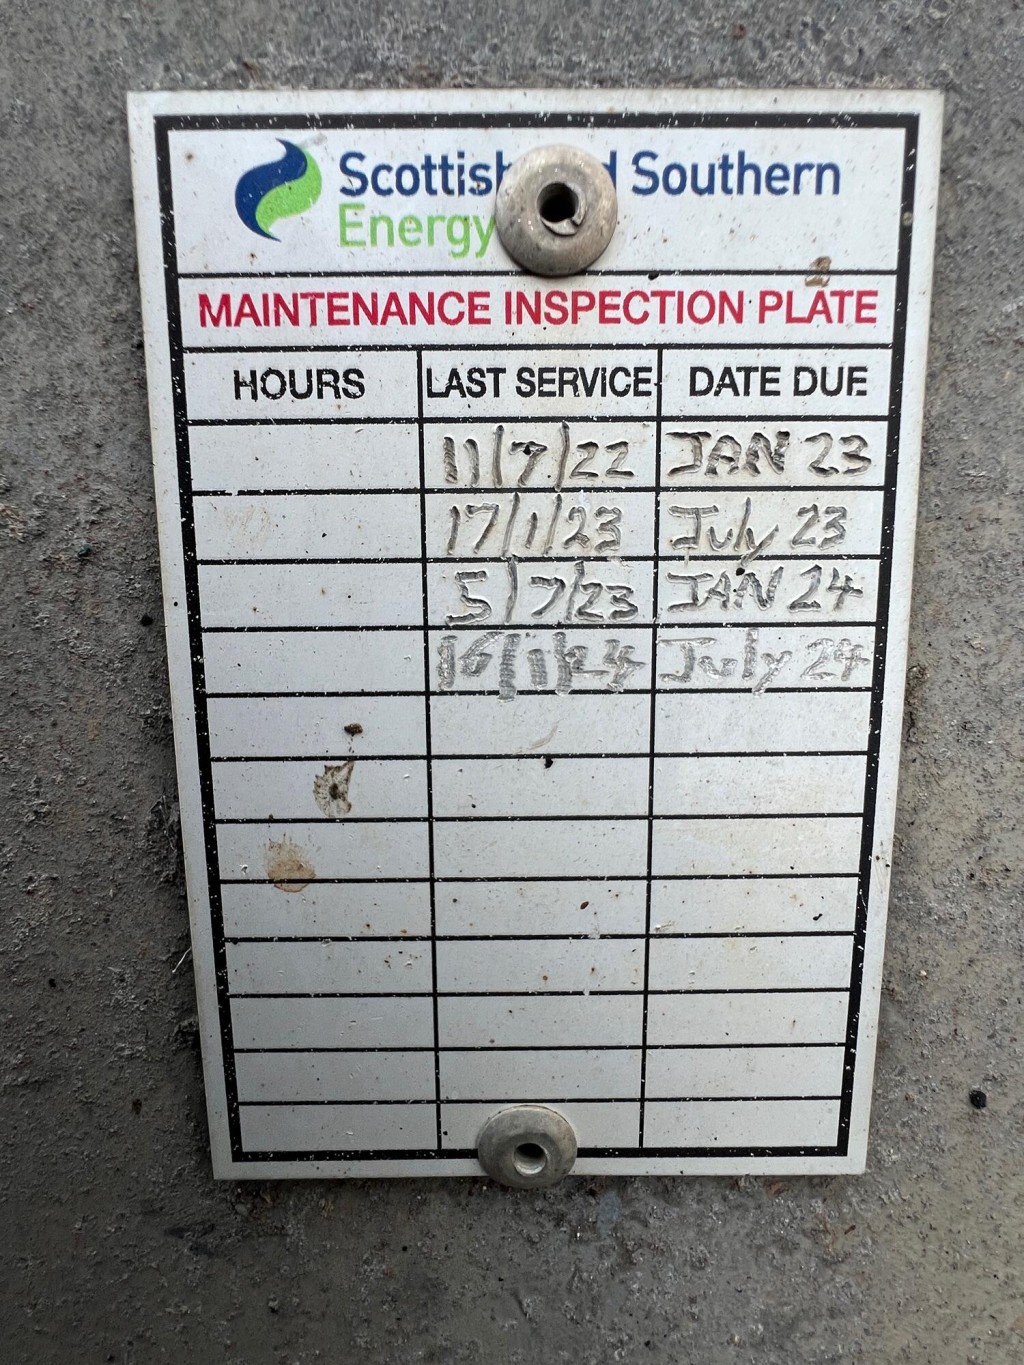 Scottish and Southern
Energy
MAINTENANCE INSPECTION PLATE
HOURS LAST SERVICE DATE DUE
11/7/22 JAN 23
17/1/23 July 23
5/7/23 JAN 24
16/1/24 July 24